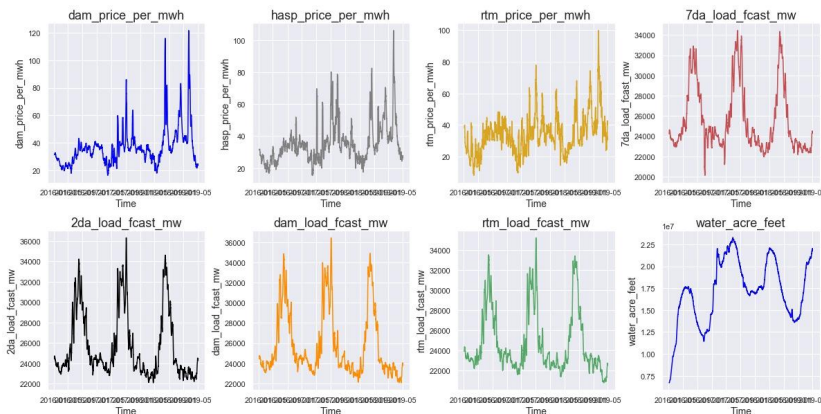 dam_price_per_mwh
hasp_price_per_mwh
rtm_price_per_mwh
7da_load_fcast_mw
dam_price_per_mwh
120
100
80
60
40
20
Time
hasp_price_per_mwh
100
80
60
40
20
Time
rtm_price_per_mwh
100
80
60
40
20
Time
7da_load_fcast_mw
34000
32000
30000
28000
26000
24000
22000
20000
Time
2da_load_fcast_mw
dam_load_fcast_mw
rtm_load_fcast_mw
water_acre_feet
2da_load_fcast_mw
36000
34000
32000
30000
28000
26000
24000
22000
Time
dam_load_fcast_mw
36000
34000
32000
30000
28000
26000
24000
22000
Time
rtm_load_fcast_mw
34000
32000
30000
28000
26000
24000
22000
Time
1e7
water_acre_feet
2.25
2.00
1.75
1.50
1.25
1.00
0.75
Time